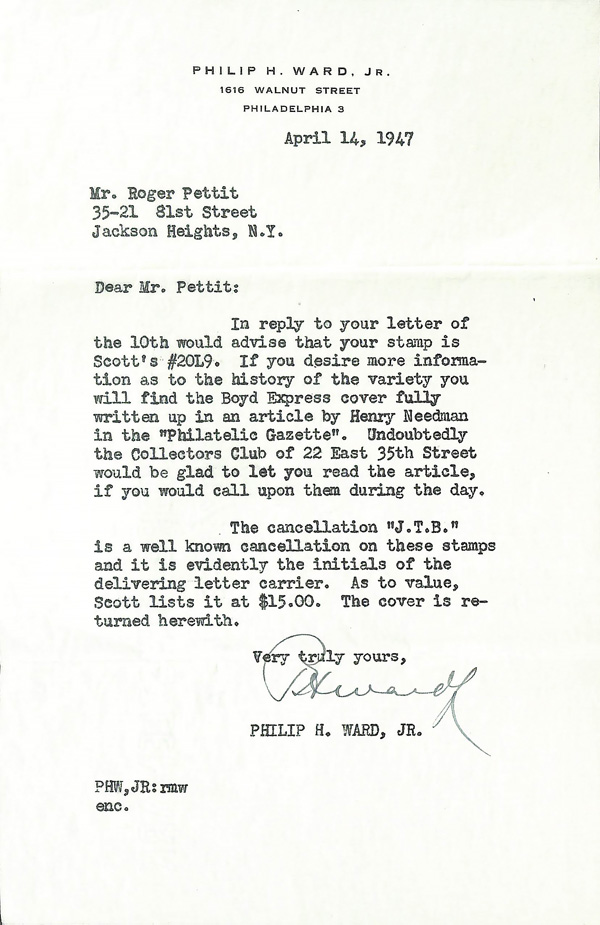 PHILIP H. WARD, JR.
1616 WALNUT STREET
PHILADELPHIA 3
April 14, 1947
Mr. Roger Pettit
35-21 81st Street
Jackson Heights, N.Y.
Dear Mr. Pettit:
In reply to your letter of
the 10th would advise that your stamp is
Scott's #20L9. If you desire more informa-
tion as to the history of the variety you
will find the Boyd Express cover fully
written up in an article by Henry Needman
in the "Philatelic Gazette". Undoubtedly
the Collectors Club of 22 East 35th Street
would be glad to let you read the article,
if you would call upon them during the day.
The cancellation "J.T.B."
is a well known cancellation on these stamps
and it is evidently the initials of the
delivering letter carrier. As to value,
Scott lists it at $15.00. The cover is re-
turned herewith.
Very truly yours,
PHWardJr
PHILIP H. WARD, JR.
PHW,JR:rmw
enc.